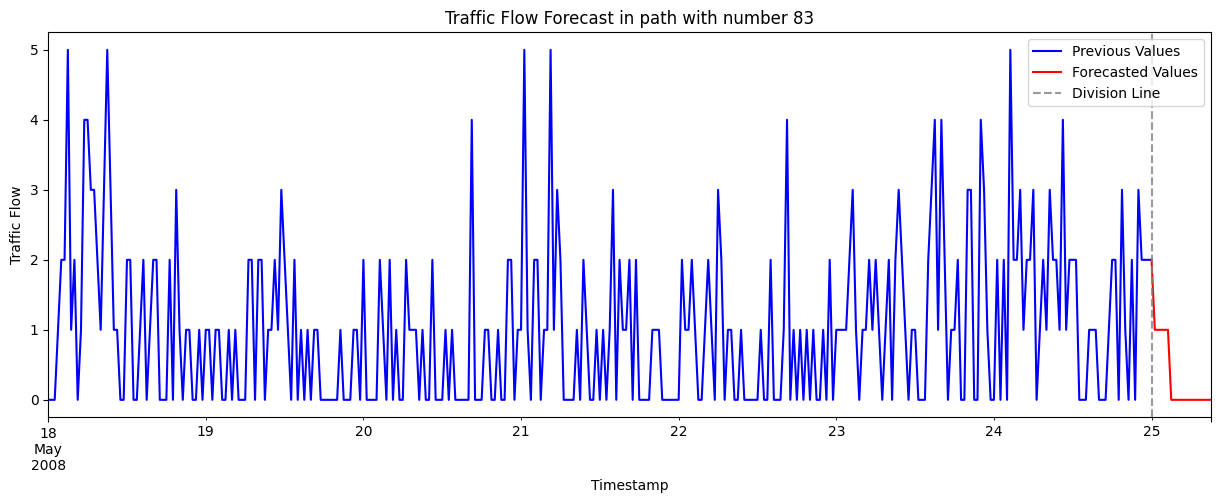 Traffic Flow Forecast in path with number 83
Previous Values
Forecasted Values
Division Line
Traffic Flow
5
4
3
2
1
0
18 19 20 21 22 23 24 25
May
2008
Timestamp